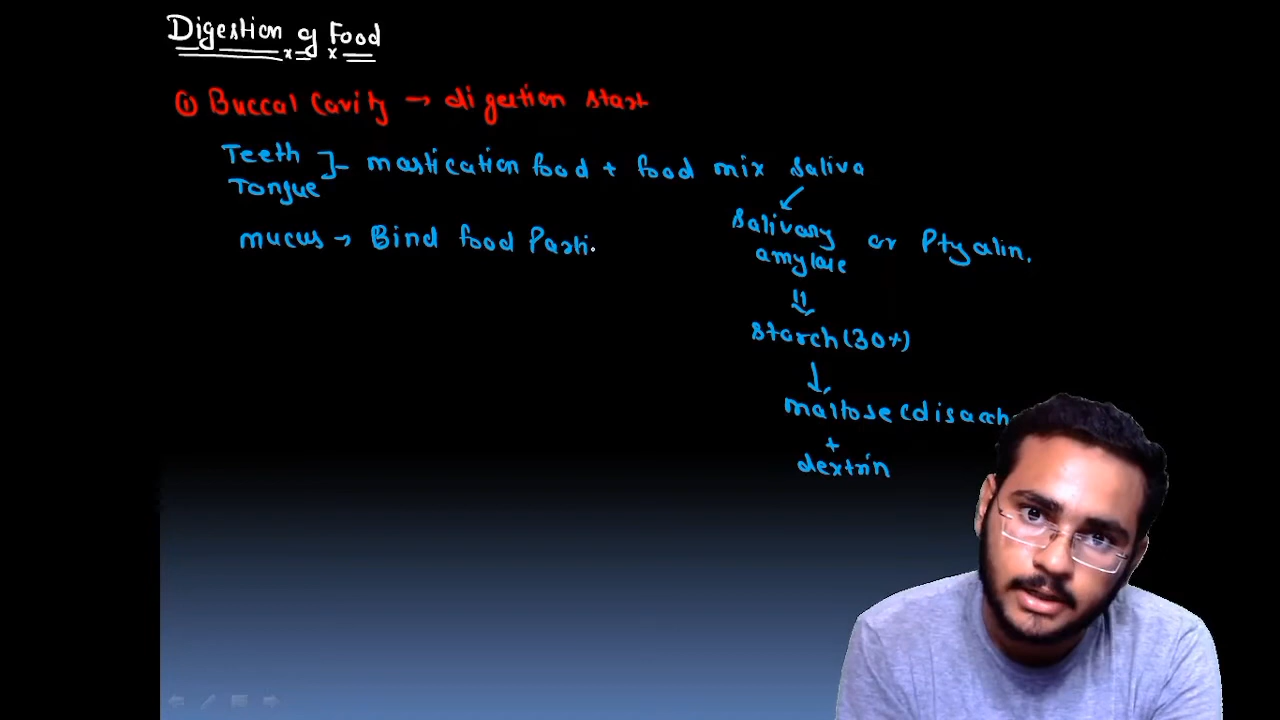 Digestion of Food
① Buccal Cavity → digestion start
Teeth
Tongue
]- mastication food + food mix saliva
Salivary
amylase
or Ptyalin.
mucus → Bind food Parti
Starch (30%)
maltose (disacch
+
dextrin